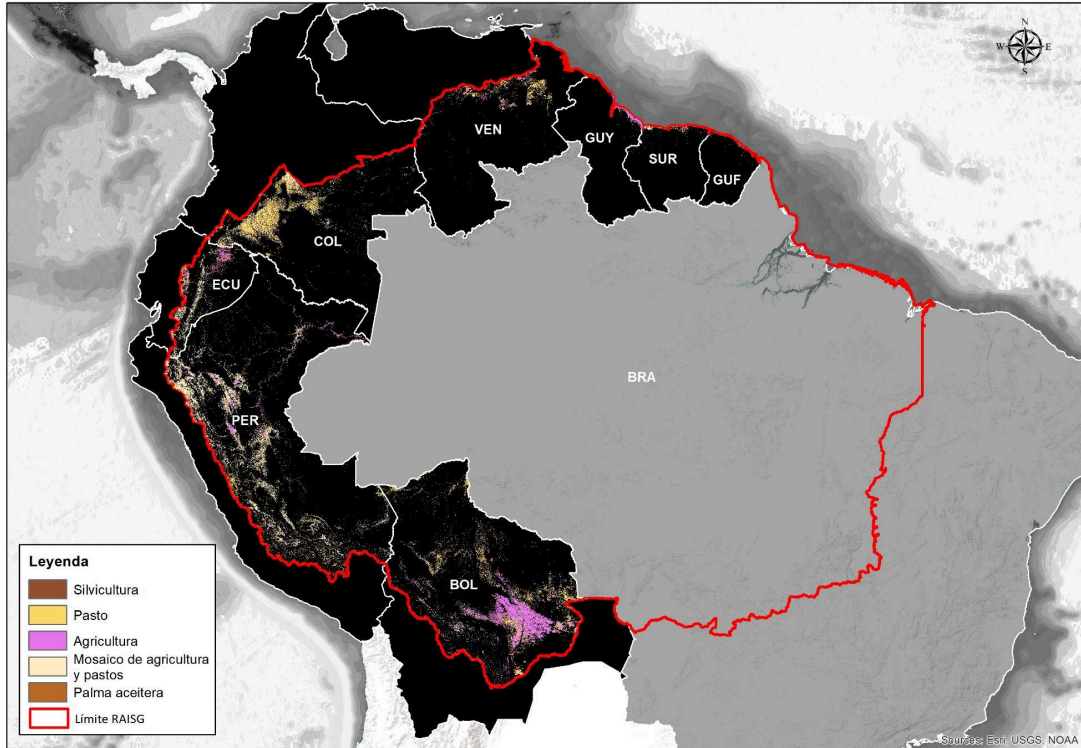 N
W E
S
VEN
GUY
SUR
GUF
COL
ECU
BRA
PER
BOL
Leyenda
Silvicultura
Pasto
Agricultura
Mosaico de agricultura
y pastos
Palma aceitera
Límite RAISG
Sources: Esri, USGS, NOAA